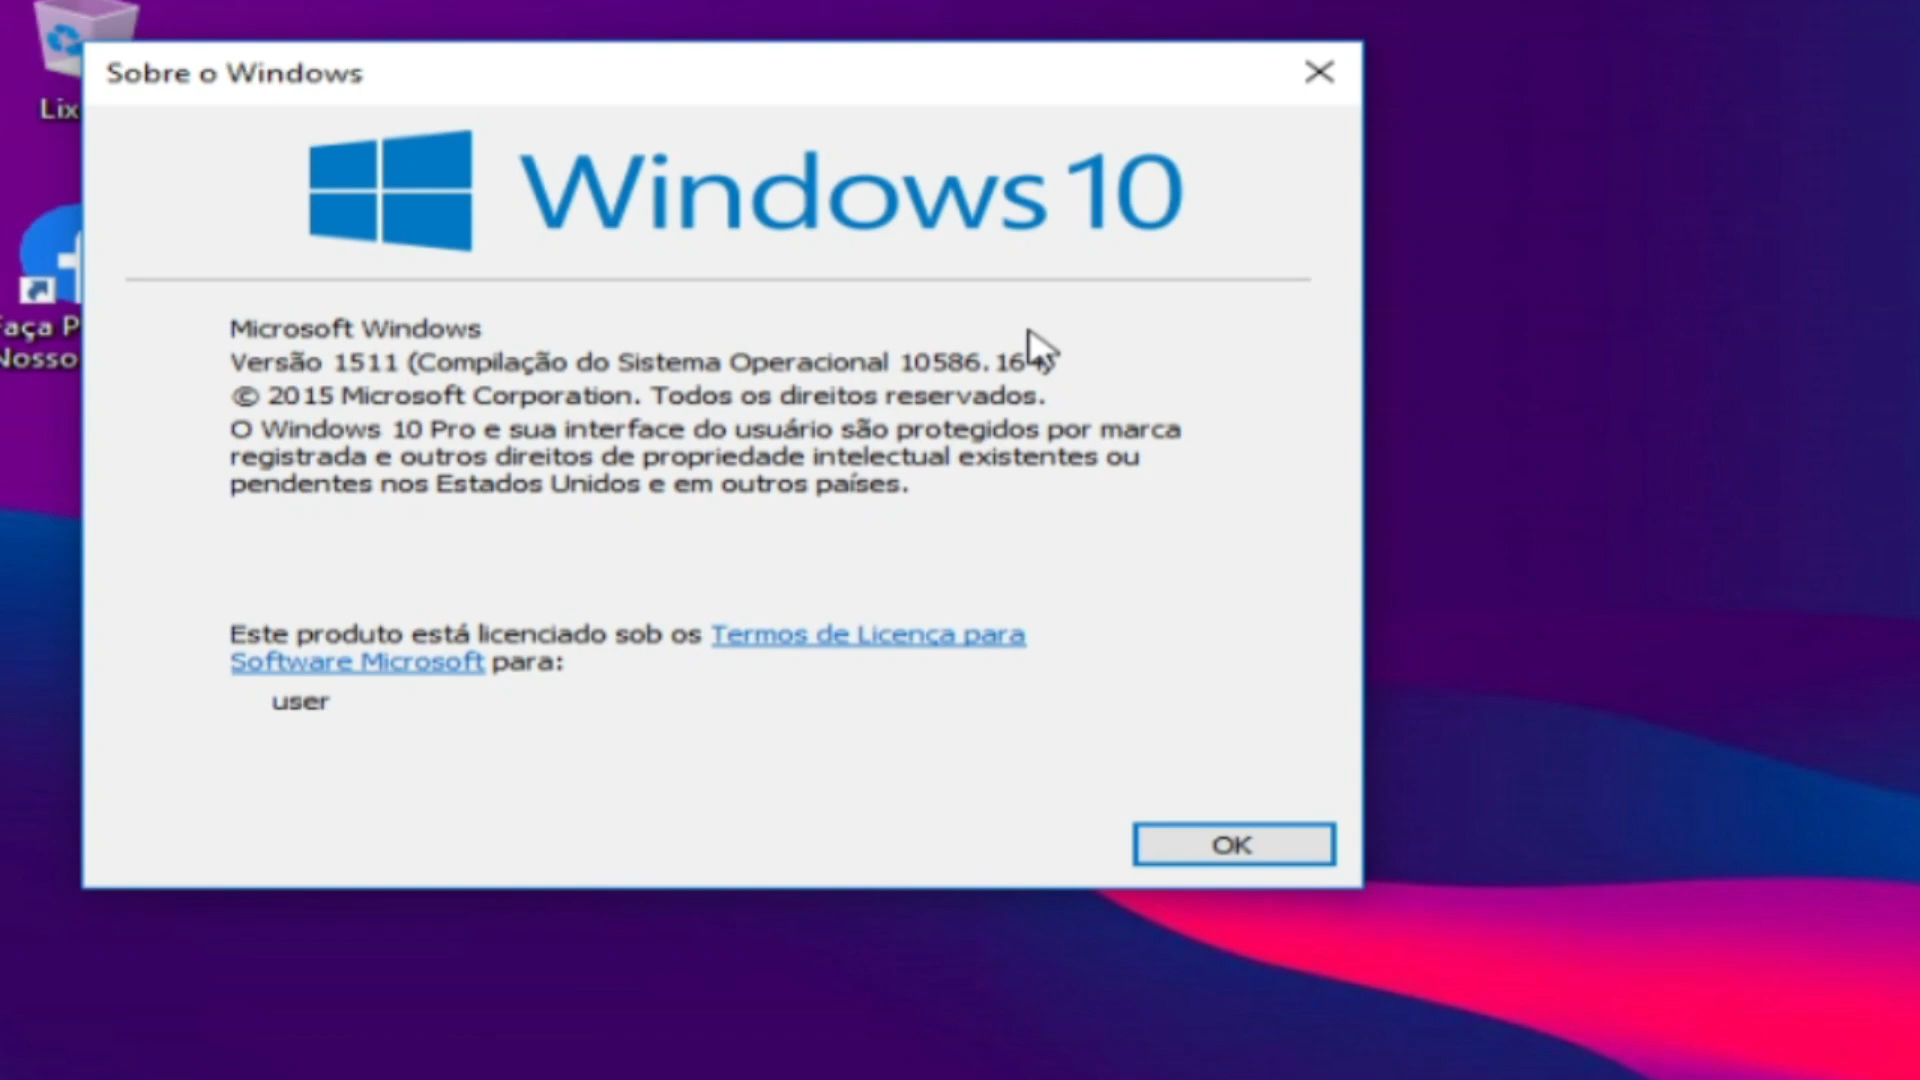 Sobre o Windows
Lix
Windows 10
aça P
Nosso
Microsoft Windows
Versão 1511 (Compilação do Sistema Operacional
© 2015 Microsoft Corporation. Todos os direitos reservados.
O Windows 10 Pro e sua interface do usuário são protegidos por marca
registrada e outros direitos de propriedade intelectual existentes ou
pendentes nos Estados Unidos e em outros países.
Este produto está licenciado sob os Termos de Licença para
Software Microsoft para:
user
OK